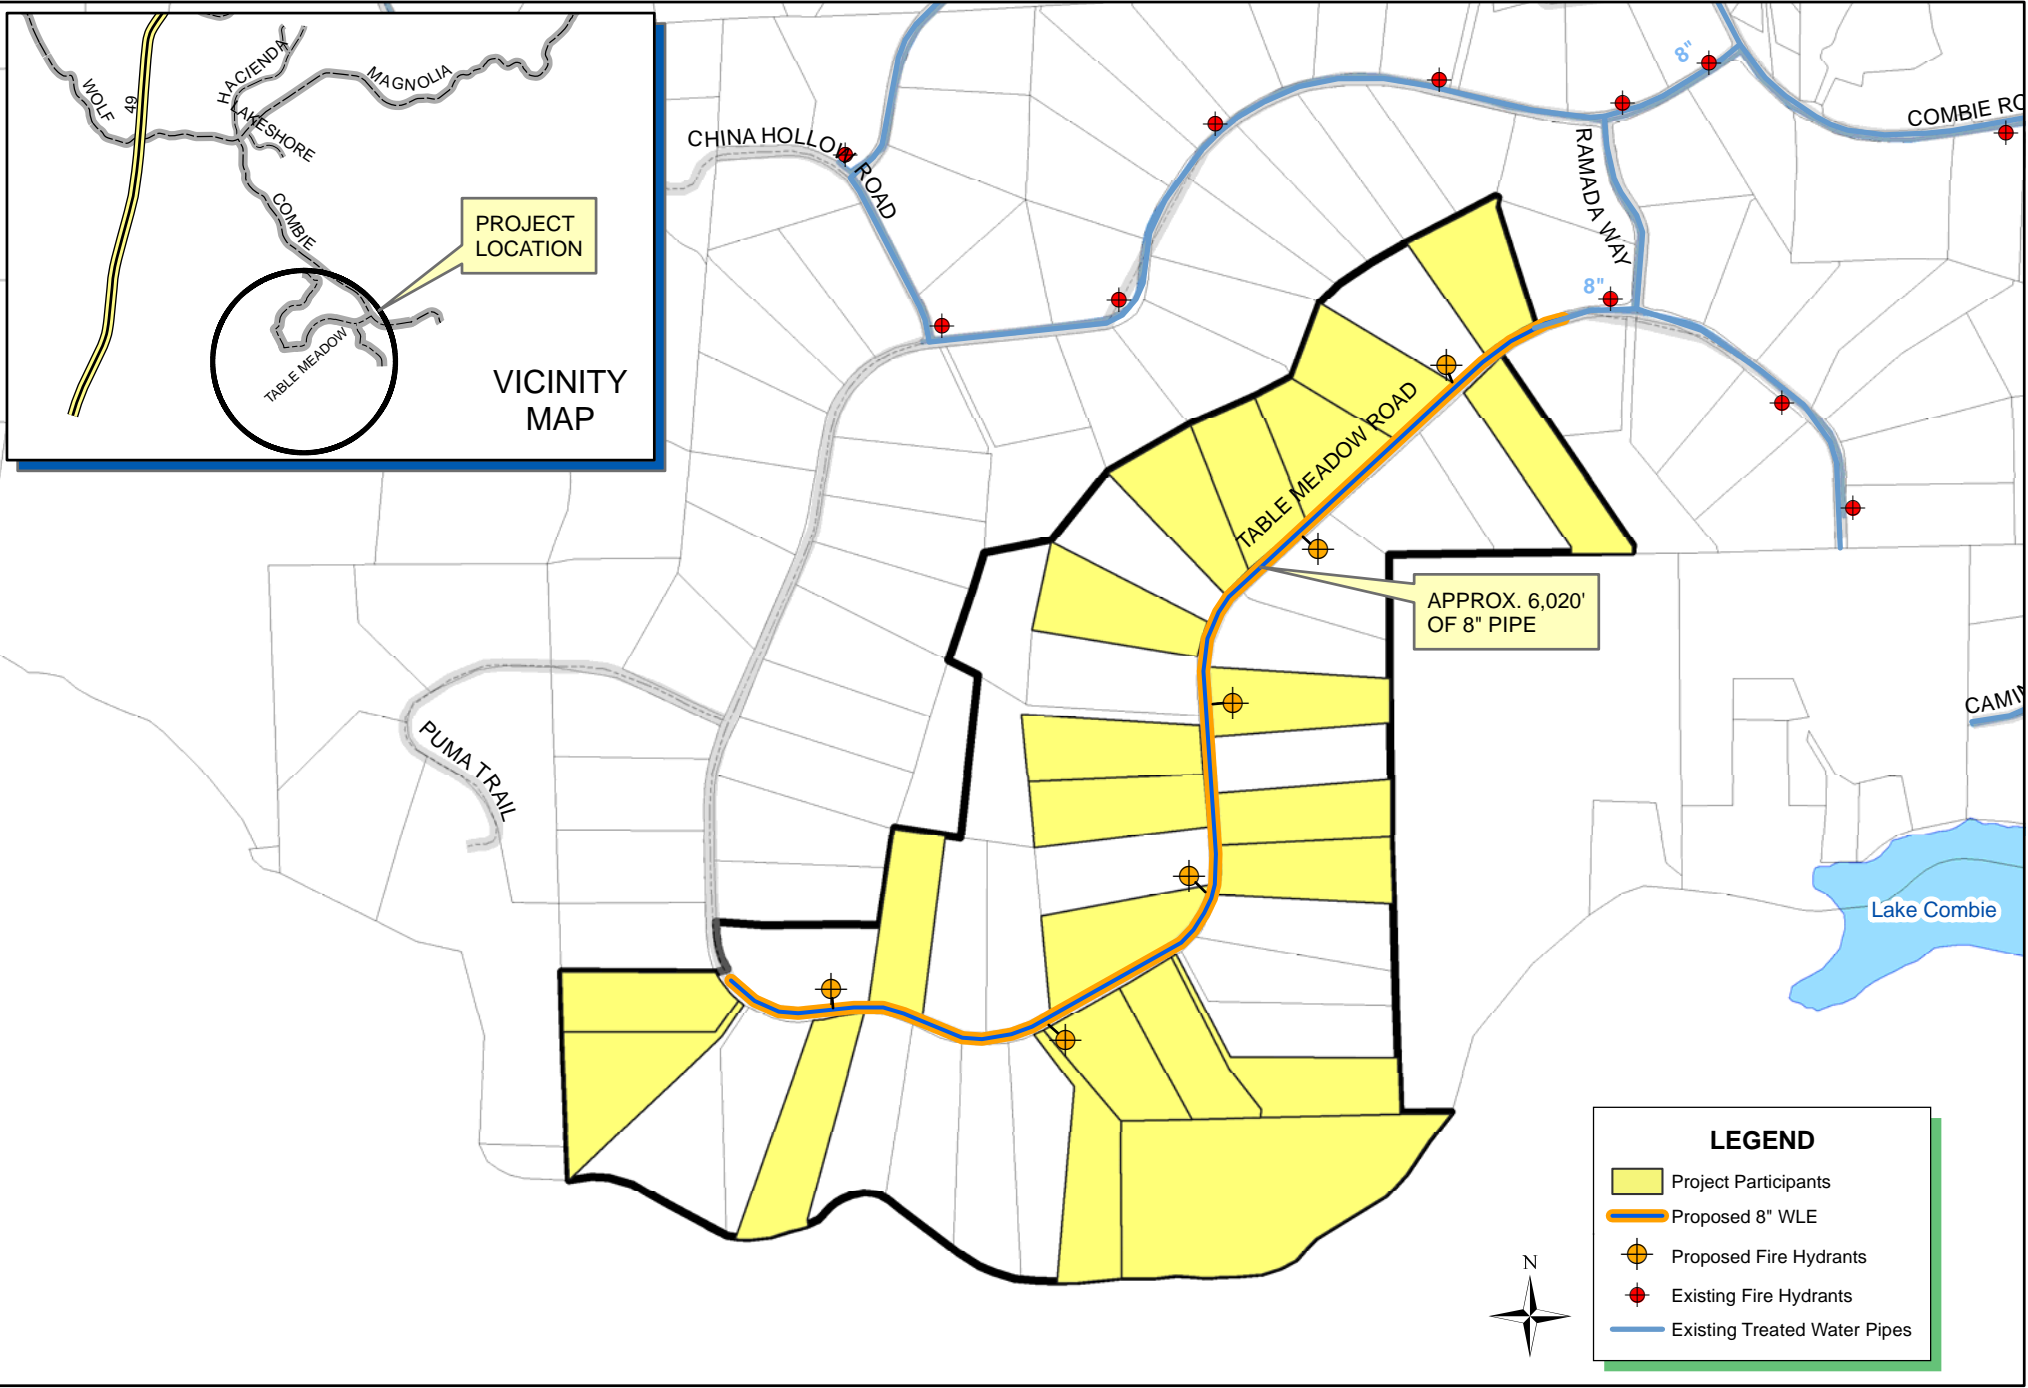 WOLF
49
HACIENDA
LAKESHORE
MAGNOLIA
COMBIE
PROJECT
LOCATION
TABLE MEADOW
VICINITY
MAP
CHINA HOLLOW ROAD
8"
COMBIE RO
RAMADA WAY
8"
TABLE MEADOW ROAD
APPROX. 6,020'
OF 8" PIPE
PUMA TRAIL
CAMIN
Lake Combie
LEGEND
Project Participants
Proposed 8" WLE
Proposed Fire Hydrants
Existing Fire Hydrants
Existing Treated Water Pipes
N